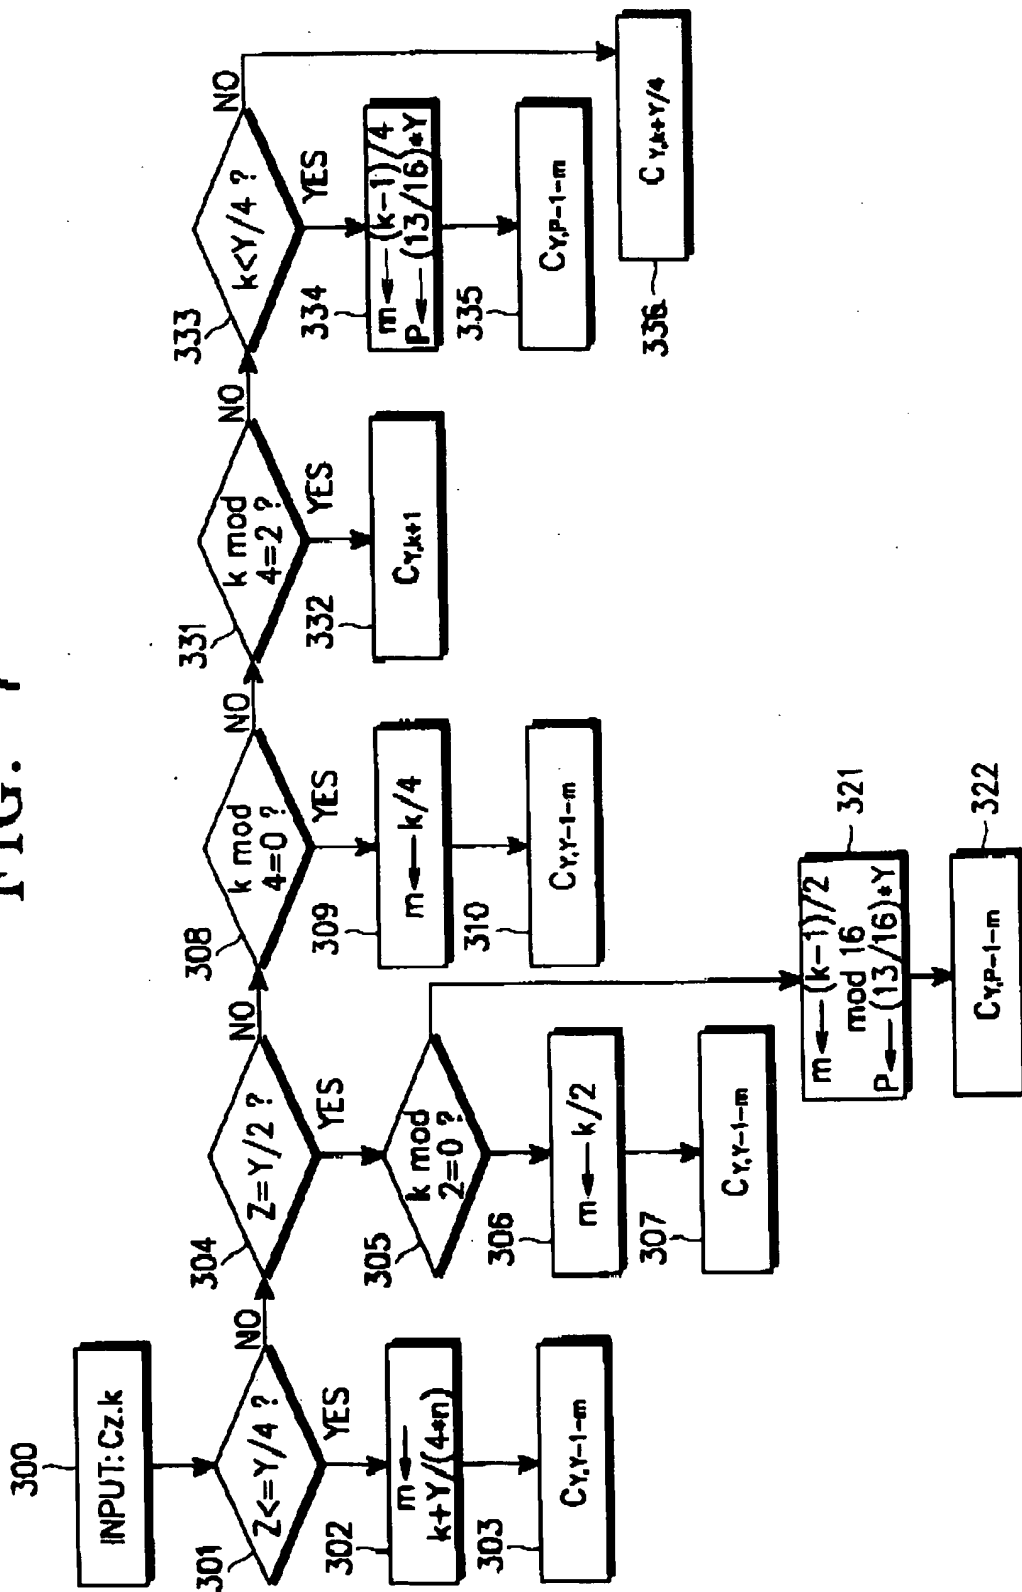 FIG. 7
300
INPUT: Cz.k
301
Z<=Y/4 ?
NO
YES
302
m←
k+Y/(4*n)
303
CY,Y-1-m
304
Z=Y/2 ?
NO
YES
305
k mod
2=0 ?
306
m←k/2
307
CY,Y-1-m
321
m←(k-1)/2
mod 16
P←(13/16)*Y
322
CY,P-1-m
308
k mod
4=0 ?
NO
YES
309
m←k/4
310
CY,Y-1-m
331
k mod
4=2 ?
NO
YES
332
CY,k+1
333
k<Y/4 ?
NO
YES
334
m←(k-1)/4
P←(13/16)*Y
335
CY,P-1-m
336
CY,k+Y/4